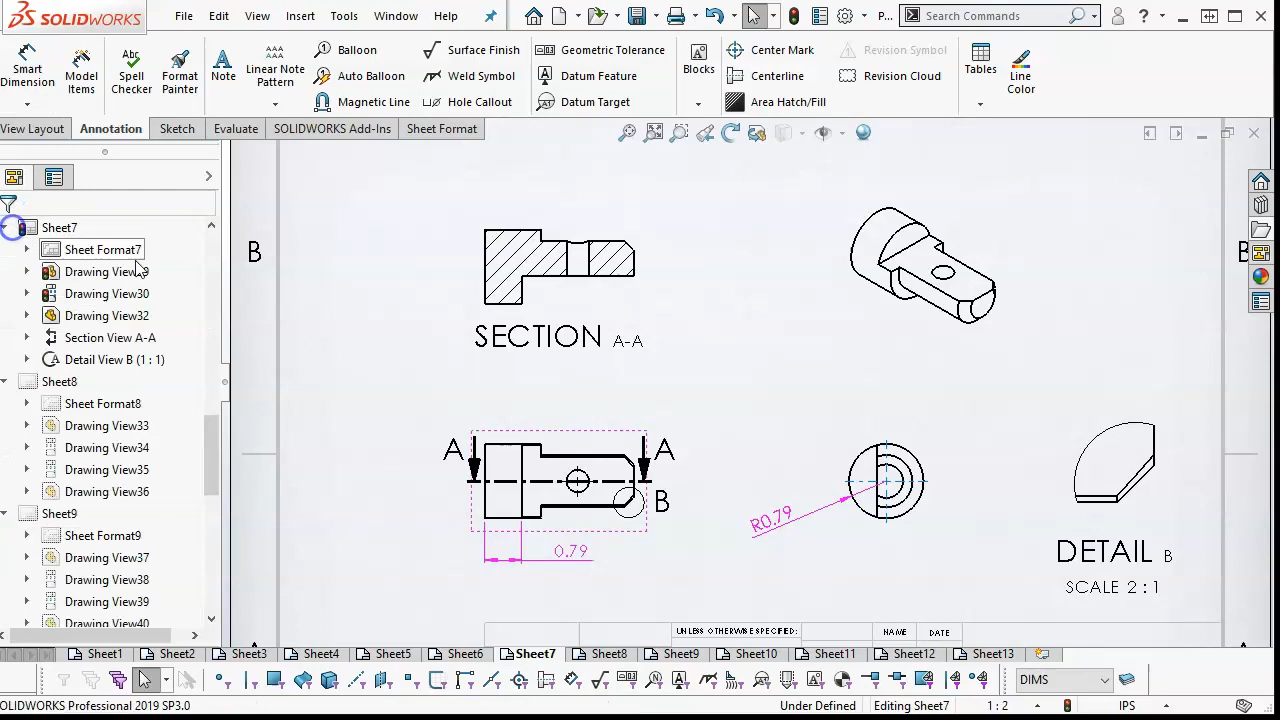 SOLIDWORKS
File Edit View Insert Tools Window Help
P...
Search Commands
Smart Dimension
Model Items
Spell Checker
Format Painter
Note
Linear Note Pattern
Balloon
Auto Balloon
Magnetic Line
Surface Finish
Weld Symbol
Hole Callout
Geometric Tolerance
Datum Feature
Datum Target
Blocks
Center Mark
Centerline
Area Hatch/Fill
Revision Symbol
Revision Cloud
Tables
Line Color
View Layout Annotation Sketch Evaluate SOLIDWORKS Add-Ins Sheet Format
Sheet7
Sheet Format7
Drawing View
Drawing View30
Drawing View32
Section View A-A
Detail View B (1 : 1)
Sheet8
Sheet Format8
Drawing View33
Drawing View34
Drawing View35
Drawing View36
Sheet9
Sheet Format9
Drawing View37
Drawing View38
Drawing View39
Drawing View40
B
B
SECTION A-A
A A
B
0.79
R0.79
DETAIL B
SCALE 2 : 1
UNLESS OTHERWISE SPECIFIED: NAME DATE
Sheet1 Sheet2 Sheet3 Sheet4 Sheet5 Sheet6 Sheet7 Sheet8 Sheet9 Sheet10 Sheet11 Sheet12 Sheet13
DIMS
SOLIDWORKS Professional 2019 SP3.0
Under Defined Editing Sheet7 1 : 2 IPS